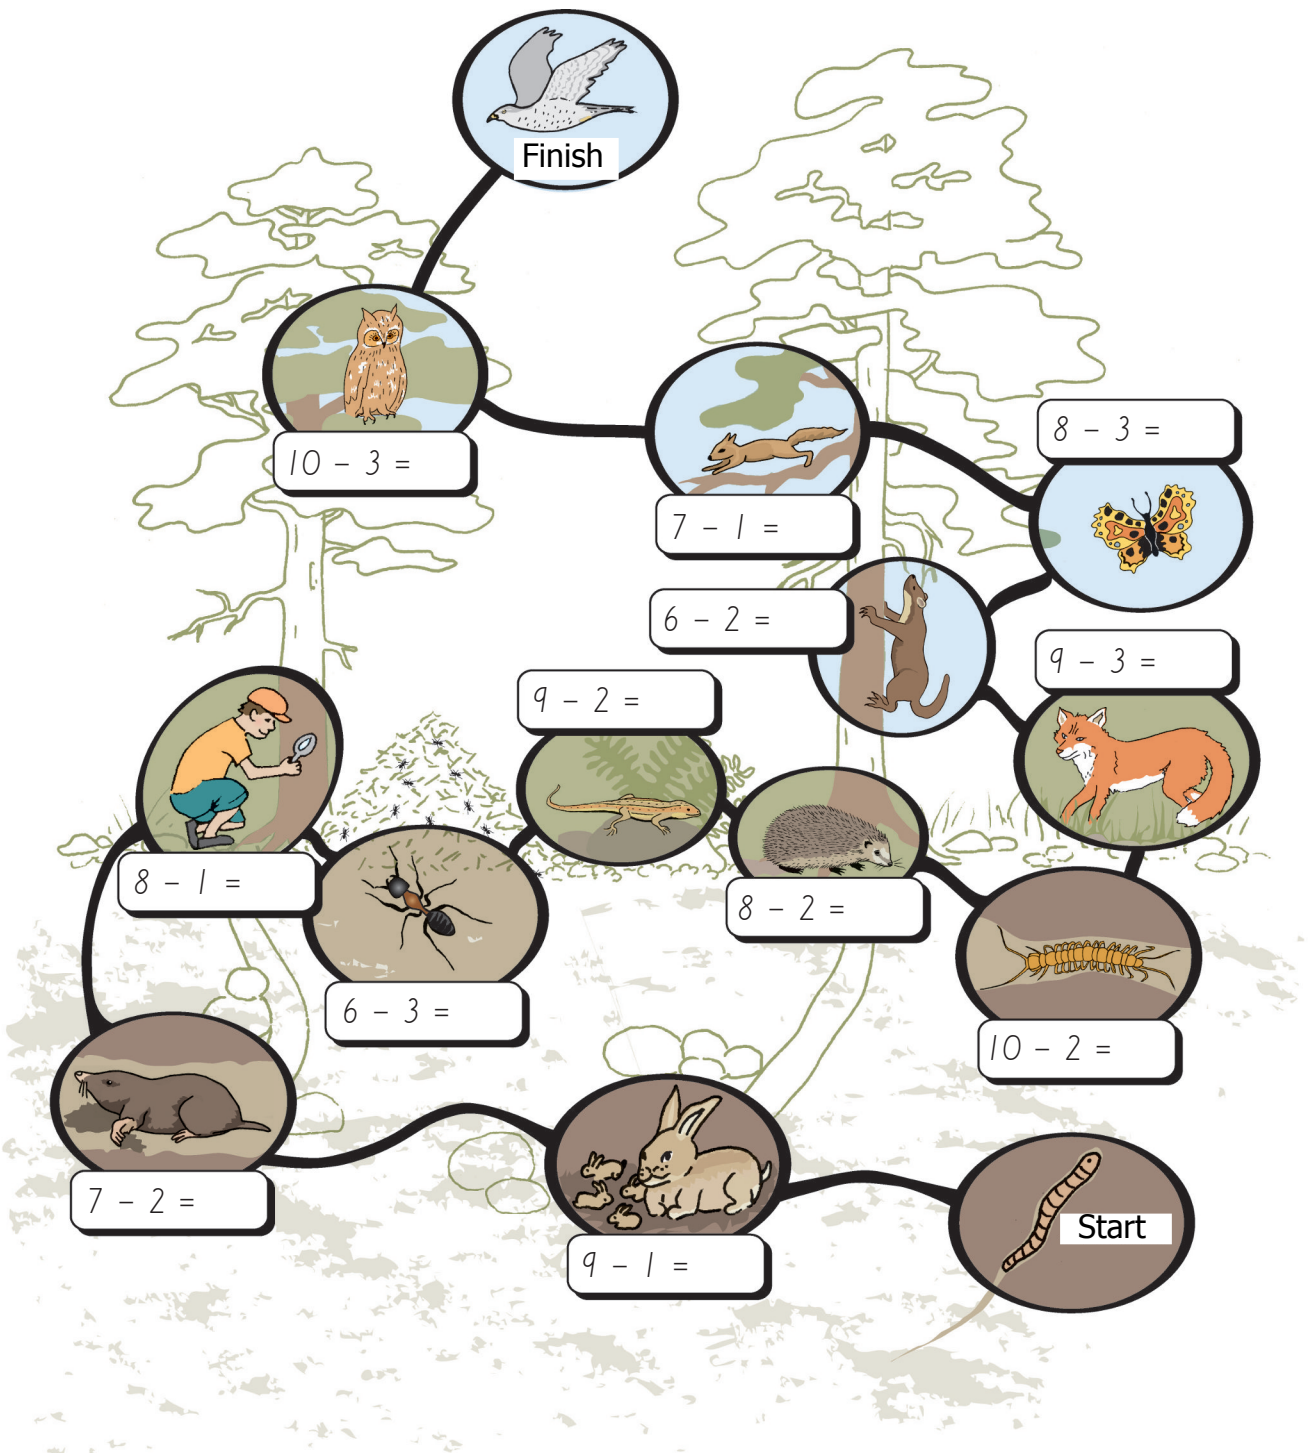 Finish
10 – 3 =
8 – 3 =
7 – 1 =
6 – 2 =
9 – 3 =
9 – 2 =
8 – 1 =
8 – 2 =
6 – 3 =
10 – 2 =
7 – 2 =
Start
9 – 1 =